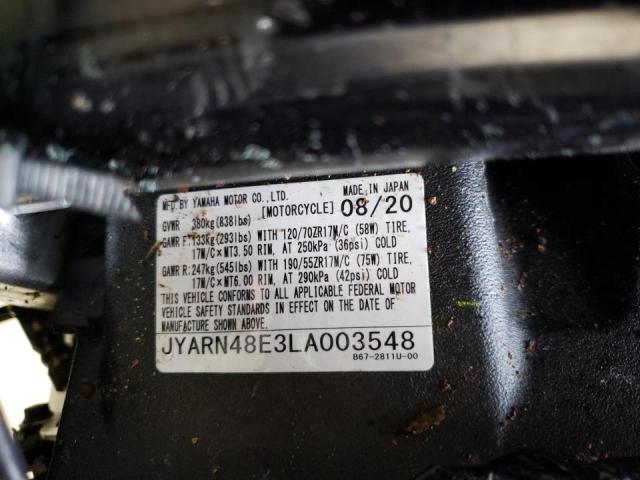 MFD.BY YAMAHA MOTOR CO.,LTD. MADE IN JAPAN
GVWR 380kg(838lbs) [MOTORCYCLE] 08/20
GAWR F:133kg(293lbs) WITH 120/70ZR17M/C (58W) TIRE,
17M/C×MT3.50 RIM, AT 250kPa (36psi) COLD
GAWR R:247kg(545lbs) WITH 190/55ZR17M/C (75W) TIRE,
17M/C×MT6.00 RIM, AT 290kPa (42psi) COLD
THIS VEHICLE CONFORMS TO ALL APPLICABLE FEDERAL MOTOR
VEHICLE SAFETY STANDARDS IN EFFECT ON THE DATE OF
MANUFACTURE SHOWN ABOVE.
JYARN48E3LA003548
B67-2811U-00